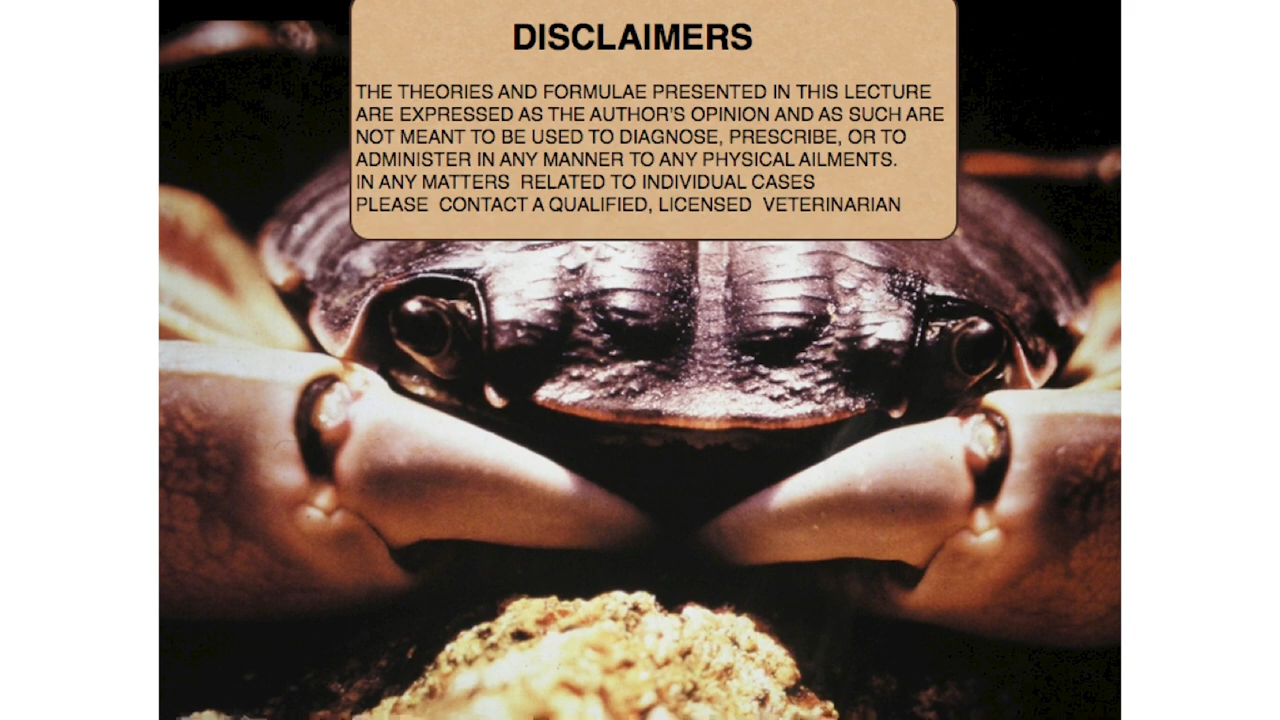 DISCLAIMERS
THE THEORIES AND FORMULAE PRESENTED IN THIS LECTURE
ARE EXPRESSED AS THE AUTHOR'S OPINION AND AS SUCH ARE
NOT MEANT TO BE USED TO DIAGNOSE, PRESCRIBE, OR TO
ADMINISTER IN ANY MANNER TO ANY PHYSICAL AILMENTS.
IN ANY MATTERS RELATED TO INDIVIDUAL CASES
PLEASE CONTACT A QUALIFIED, LICENSED VETERINARIAN